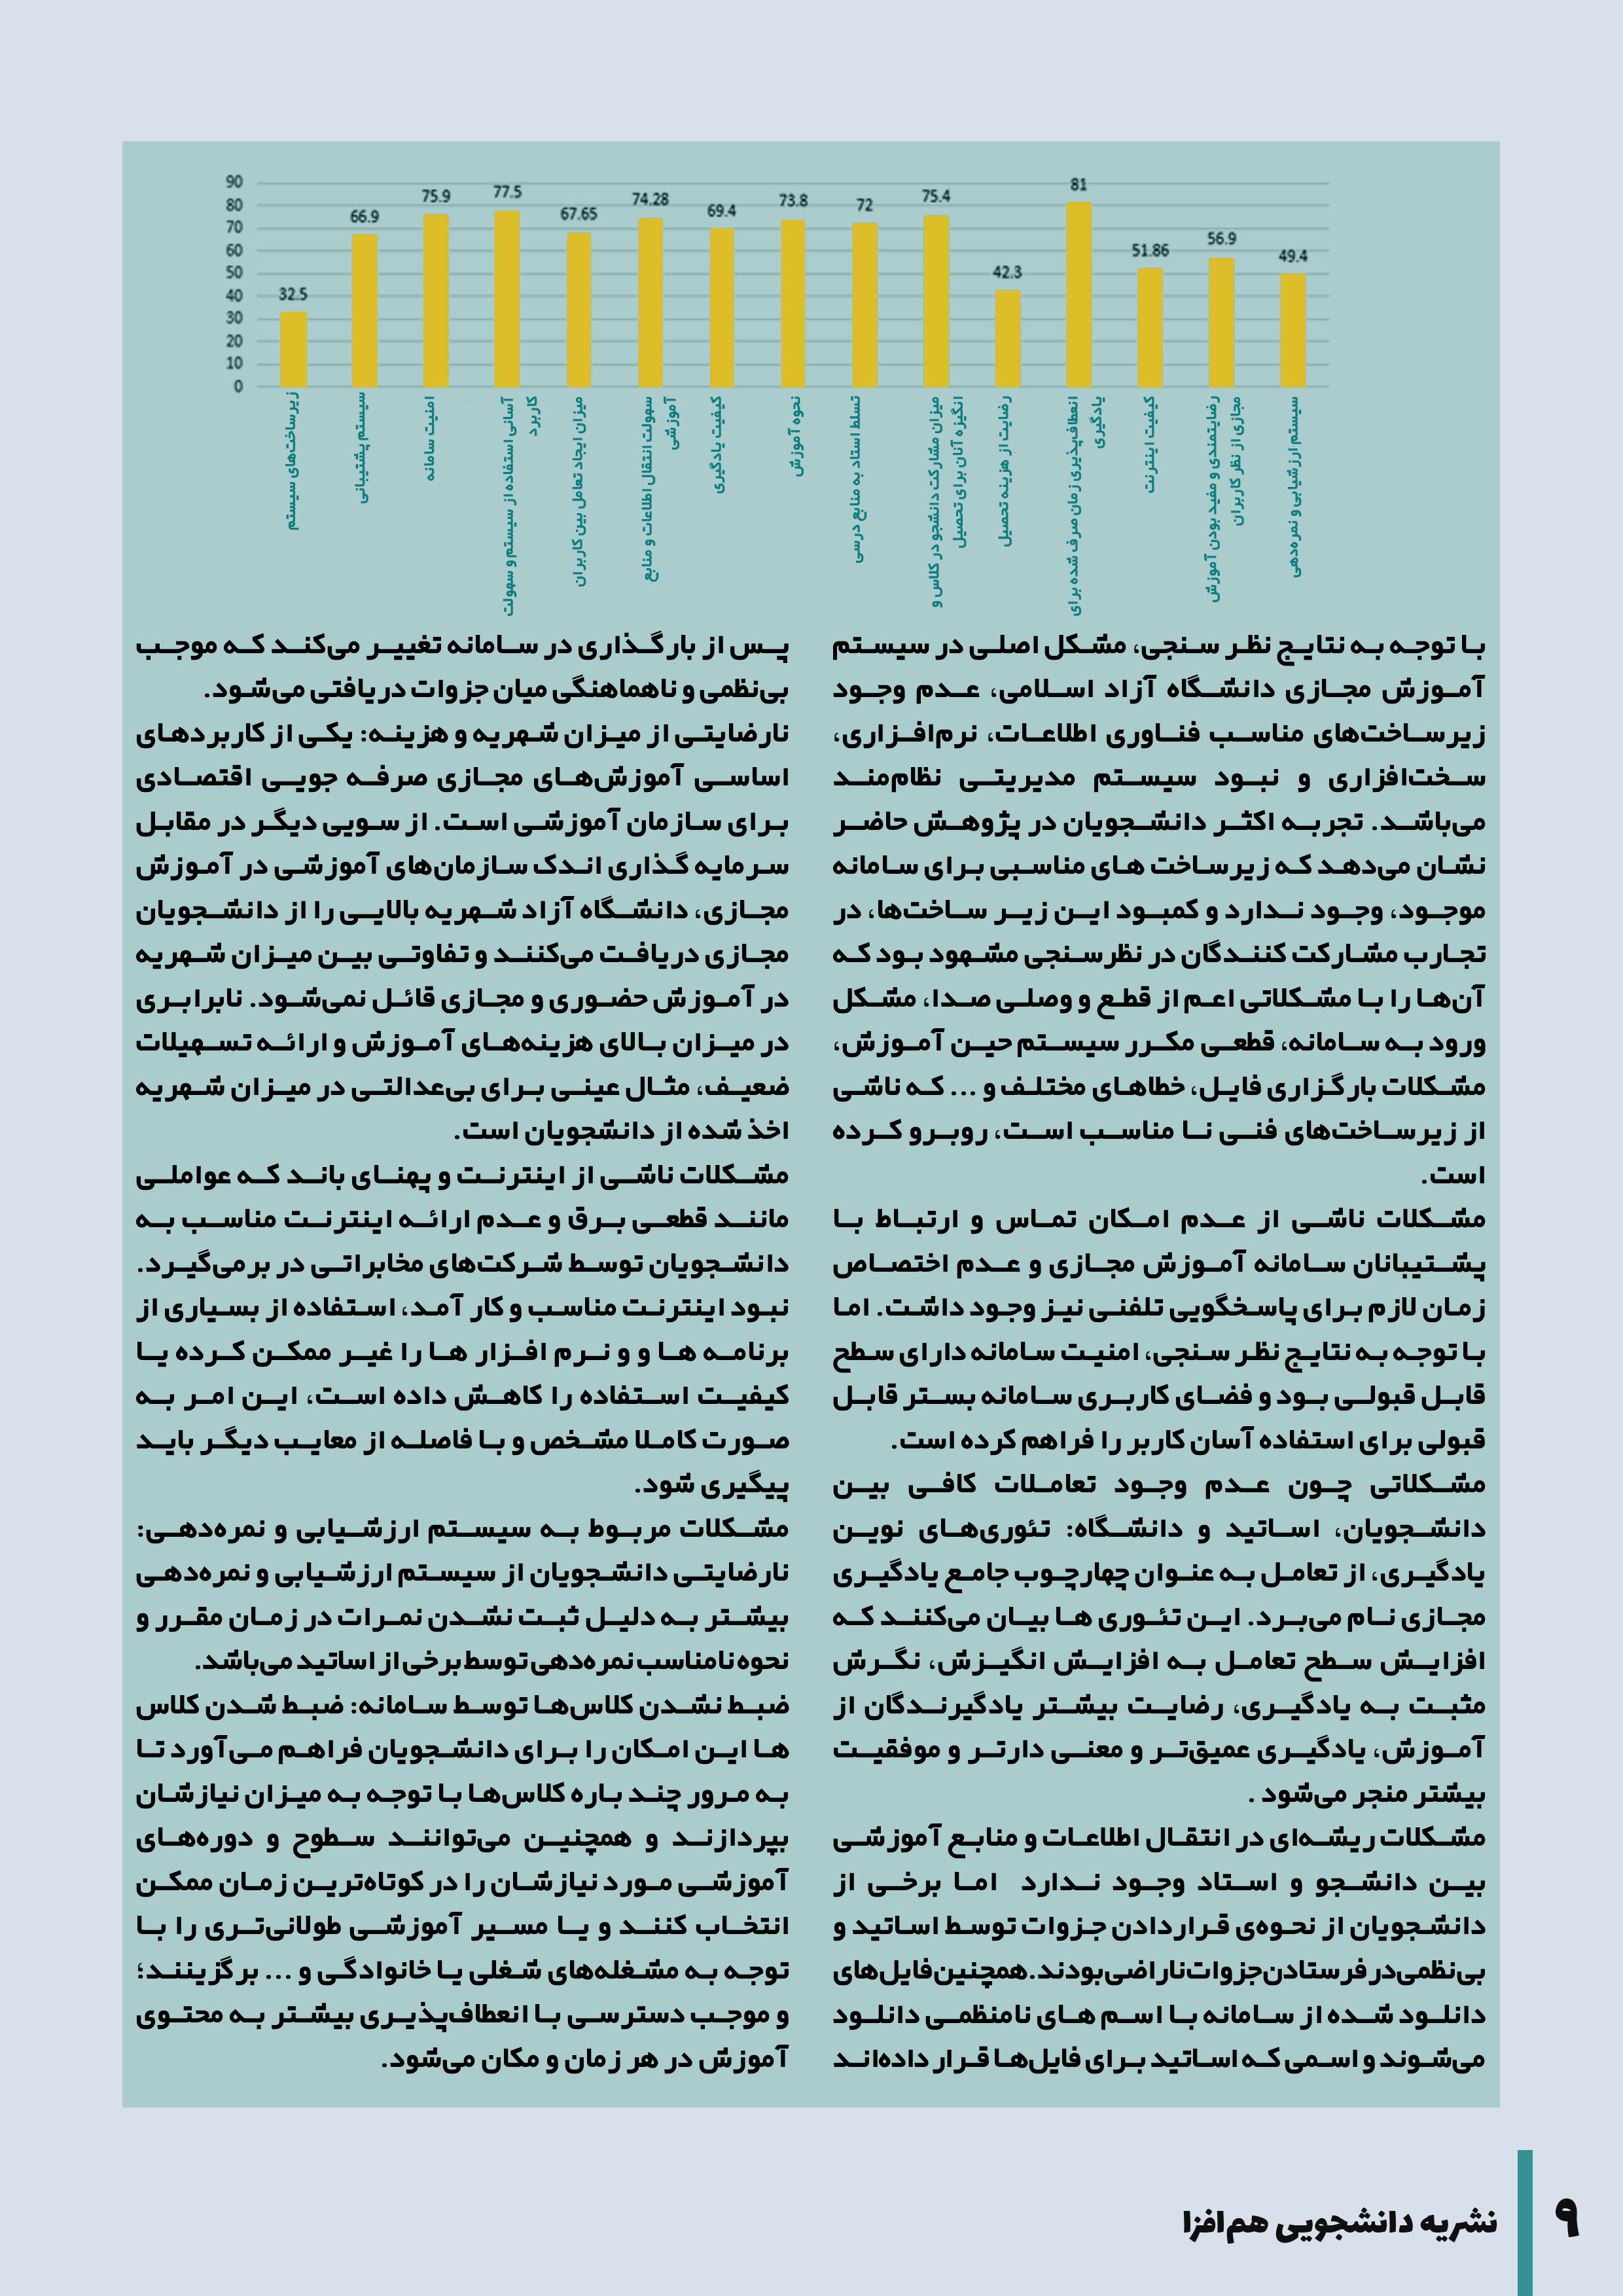 90
80
70
60
50
40
30
20
10
0
32.5
66.9
75.9
77.5
67.65
74.28
69.4
73.8
72
75.4
42.3
81
51.86
56.9
49.4
زیرساخت‌های سیستم
سیستم پشتیبانی
امنیت سامانه
آسانی استفاده از سیستم و سهولت
کاربرد
میزان ایجاد تعامل بین کاربران
سهولت انتقال اطلاعات و منابع
آموزشی
کیفیت یادگیری
نحوه آموزش
تسلط استاد به منابع درسی
میزان مشارکت دانشجو در کلاس و
انگیزه آنان برای تحصیل
رضایت از هزینه تحصیل
انعطاف‌پذیری زمان صرف شده برای
یادگیری
کیفیت اینترنت
رضایتمندی و مفید بودن آموزش
مجازی از نظر کاربران
سیستم ارزشیابی و نمره‌دهی
با توجه به نتایج نظر سنجی، مشکل اصلی در سیستم
آموزش مجازی دانشگاه آزاد اسلامی، عدم وجود
زیرساخت‌های مناسب فناوری اطلاعات، نرم‌افزاری،
سخت‌افزاری و نبود سیستم مدیریتی نظام‌مند
می‌باشد. تجربه اکثر دانشجویان در پژوهش حاضر
نشان می‌دهد که زیرساخت های مناسبی برای سامانه
موجود، وجود ندارد و کمبود این زیر ساخت‌ها، در
تجارب مشارکت کنندگان در نظرسنجی مشهود بود که
آن‌ها را با مشکلاتی اعم از قطع و وصلی صدا، مشکل
ورود به سامانه، قطعی مکرر سیستم حین آموزش،
مشکلات بارگزاری فایل، خطاهای مختلف و ... که ناشی
از زیرساخت‌های فنی نا مناسب است، روبرو کرده
است.
مشکلات ناشی از عدم امکان تماس و ارتباط با
پشتیبانان سامانه آموزش مجازی و عدم اختصاص
زمان لازم برای پاسخگویی تلفنی نیز وجود داشت. اما
با توجه به نتایج نظر سنجی، امنیت سامانه دارای سطح
قابل قبولی بود و فضای کاربری سامانه بستر قابل
قبولی برای استفاده آسان کاربر را فراهم کرده است.
مشکلاتی چون عدم وجود تعاملات کافی بین
دانشجویان، اساتید و دانشگاه: تئوری‌های نوین
یادگیری، از تعامل به عنوان چهارچوب جامع یادگیری
مجازی نام می‌برد. این تئوری ها بیان می‌کنند که
افزایش سطح تعامل به افزایش انگیزش، نگرش
مثبت به یادگیری، رضایت بیشتر یادگیرندگان از
آموزش، یادگیری عمیق‌تر و معنی دارتر و موفقیت
بیشتر منجر می‌شود .
مشکلات ریشه‌ای در انتقال اطلاعات و منابع آموزشی
بین دانشجو و استاد وجود ندارد اما برخی از
دانشجویان از نحوه‌ی قراردادن جزوات توسط اساتید و
بی‌نظمی در فرستادن جزوات ناراضی بودند. همچنین فایل‌های
دانلود شده از سامانه با اسم های نامنظمی دانلود
می‌شوند و اسمی که اساتید برای فایل‌ها قرار داده‌اند
پس از بارگذاری در سامانه تغییر می‌کند که موجب
بی‌نظمی و ناهماهنگی میان جزوات دریافتی می‌شود.
نارضایتی از میزان شهریه و هزینه: یکی از کاربردهای
اساسی آموزش‌های مجازی صرفه جویی اقتصادی
برای سازمان آموزشی است. از سویی دیگر در مقابل
سرمایه گذاری اندک سازمان‌های آموزشی در آموزش
مجازی، دانشگاه آزاد شهریه بالایی را از دانشجویان
مجازی دریافت می‌کنند و تفاوتی بین میزان شهریه
در آموزش حضوری و مجازی قائل نمی‌شود. نابرابری
در میزان بالای هزینه‌های آموزش و ارائه تسهیلات
ضعیف، مثال عینی برای بی‌عدالتی در میزان شهریه
اخذ شده از دانشجویان است.
مشکلات ناشی از اینترنت و پهنای باند که عواملی
مانند قطعی برق و عدم ارائه اینترنت مناسب به
دانشجویان توسط شرکت‌های مخابراتی در بر می‌گیرد.
نبود اینترنت مناسب و کار آمد، استفاده از بسیاری از
برنامه ها و و نرم افزار ها را غیر ممکن کرده یا
کیفیت استفاده را کاهش داده است، این امر به
صورت کاملا مشخص و با فاصله از معایب دیگر باید
پیگیری شود.
مشکلات مربوط به سیستم ارزشیابی و نمره‌دهی:
نارضایتی دانشجویان از سیستم ارزشیابی و نمره‌دهی
بیشتر به دلیل ثبت نشدن نمرات در زمان مقرر و
نحوه نامناسب نمره‌دهی توسط برخی از اساتید می‌باشد.
ضبط نشدن کلاس‌ها توسط سامانه: ضبط شدن کلاس
ها این امکان را برای دانشجویان فراهم می‌آورد تا
به مرور چند باره کلاس‌ها با توجه به میزان نیازشان
بپردازند و همچنین می‌توانند سطوح و دوره‌های
آموزشی مورد نیازشان را در کوتاه‌ترین زمان ممکن
انتخاب کنند و یا مسیر آموزشی طولانی‌تری را با
توجه به مشغله‌های شغلی یا خانوادگی و ... برگزینند؛
و موجب دسترسی با انعطاف‌پذیری بیشتر به محتوی
آموزش در هر زمان و مکان می‌شود.
نشریه دانشجویی هم‌افزا
۹